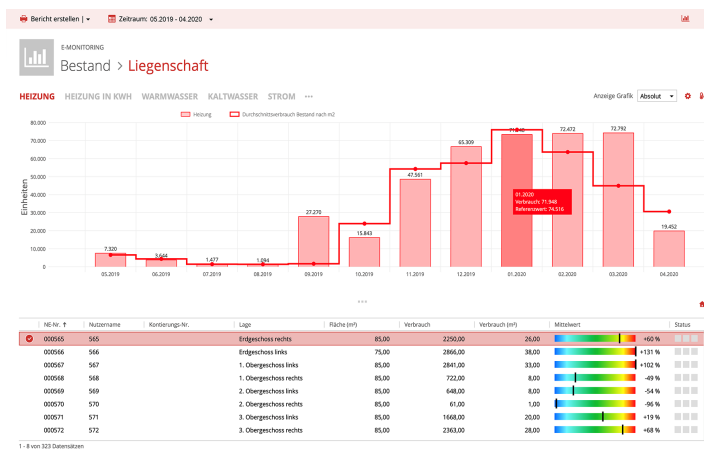 Bericht erstellen | Zeitraum: 05.2019 - 04.2020
E-MONITORING
Bestand > Liegenschaft
HEIZUNG HEIZUNG IN KWH WARMWASSER KALTWASSER STROM ••• Anzeige Grafik Absolut
Heizung Durchschnittsverbrauch Bestand nach m2
Einheiten
80.000
70.000
60.000
50.000
40.000
30.000
20.000
10.000
0
7.320 3.644 1.477 1.094 27.270 15.843 47.561 65.309 71.948 72.472 72.792 19.452
01.2020
Verbrauch: 71.948
Referenzwert: 74.516
05.2019 06.2019 07.2019 08.2019 09.2019 10.2019 11.2019 12.2019 01.2020 02.2020 03.2020 04.2020
NE-Nr. ↑ Nutzername Kontierungs-Nr. Lage Fläche (m²) Verbrauch Verbrauch (m²) Mittelwert Status
000565 565 Erdgeschoss rechts 85,00 2250,00 26,00 +60 %
000566 566 Erdgeschoss links 75,00 2866,00 38,00 +131 %
000567 567 1. Obergeschoss links 85,00 2841,00 33,00 +102 %
000568 568 1. Obergeschoss rechts 85,00 722,00 8,00 -49 %
000569 569 2. Obergeschoss links 85,00 648,00 8,00 -54 %
000570 570 2. Obergeschoss rechts 85,00 61,00 1,00 -96 %
000571 571 3. Obergeschoss links 85,00 1668,00 20,00 +19 %
000572 572 3. Obergeschoss rechts 85,00 2363,00 28,00 +68 %
1 - 8 von 323 Datensätzen